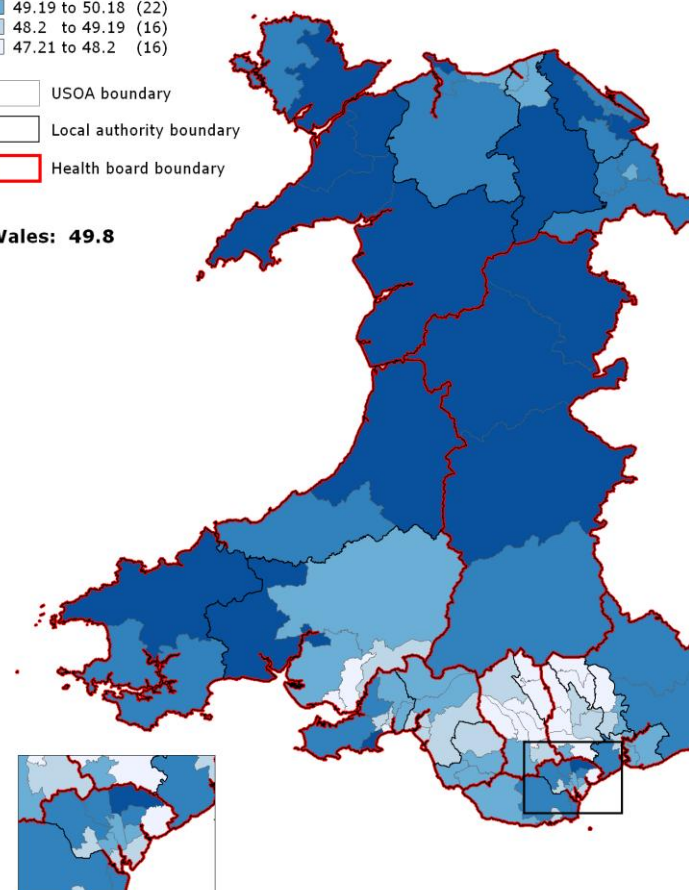 49.19 to 50.18 (22)
48.2 to 49.19 (16)
47.21 to 48.2 (16)
USOA boundary
Local authority boundary
Health board boundary
Wales: 49.8